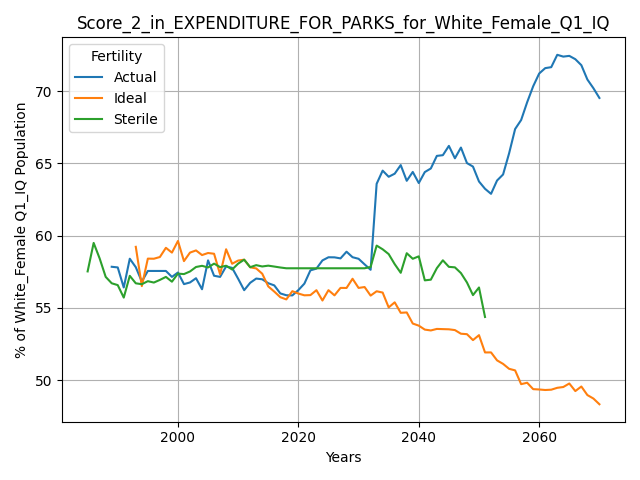 Score_2_in_EXPENDITURE_FOR_PARKS_for_White_Female_Q1_IQ
Fertility
Actual
Ideal
Sterile
% of White_Female Q1_IQ Population
70
65
60
55
50
2000
2020
2040
2060
Years